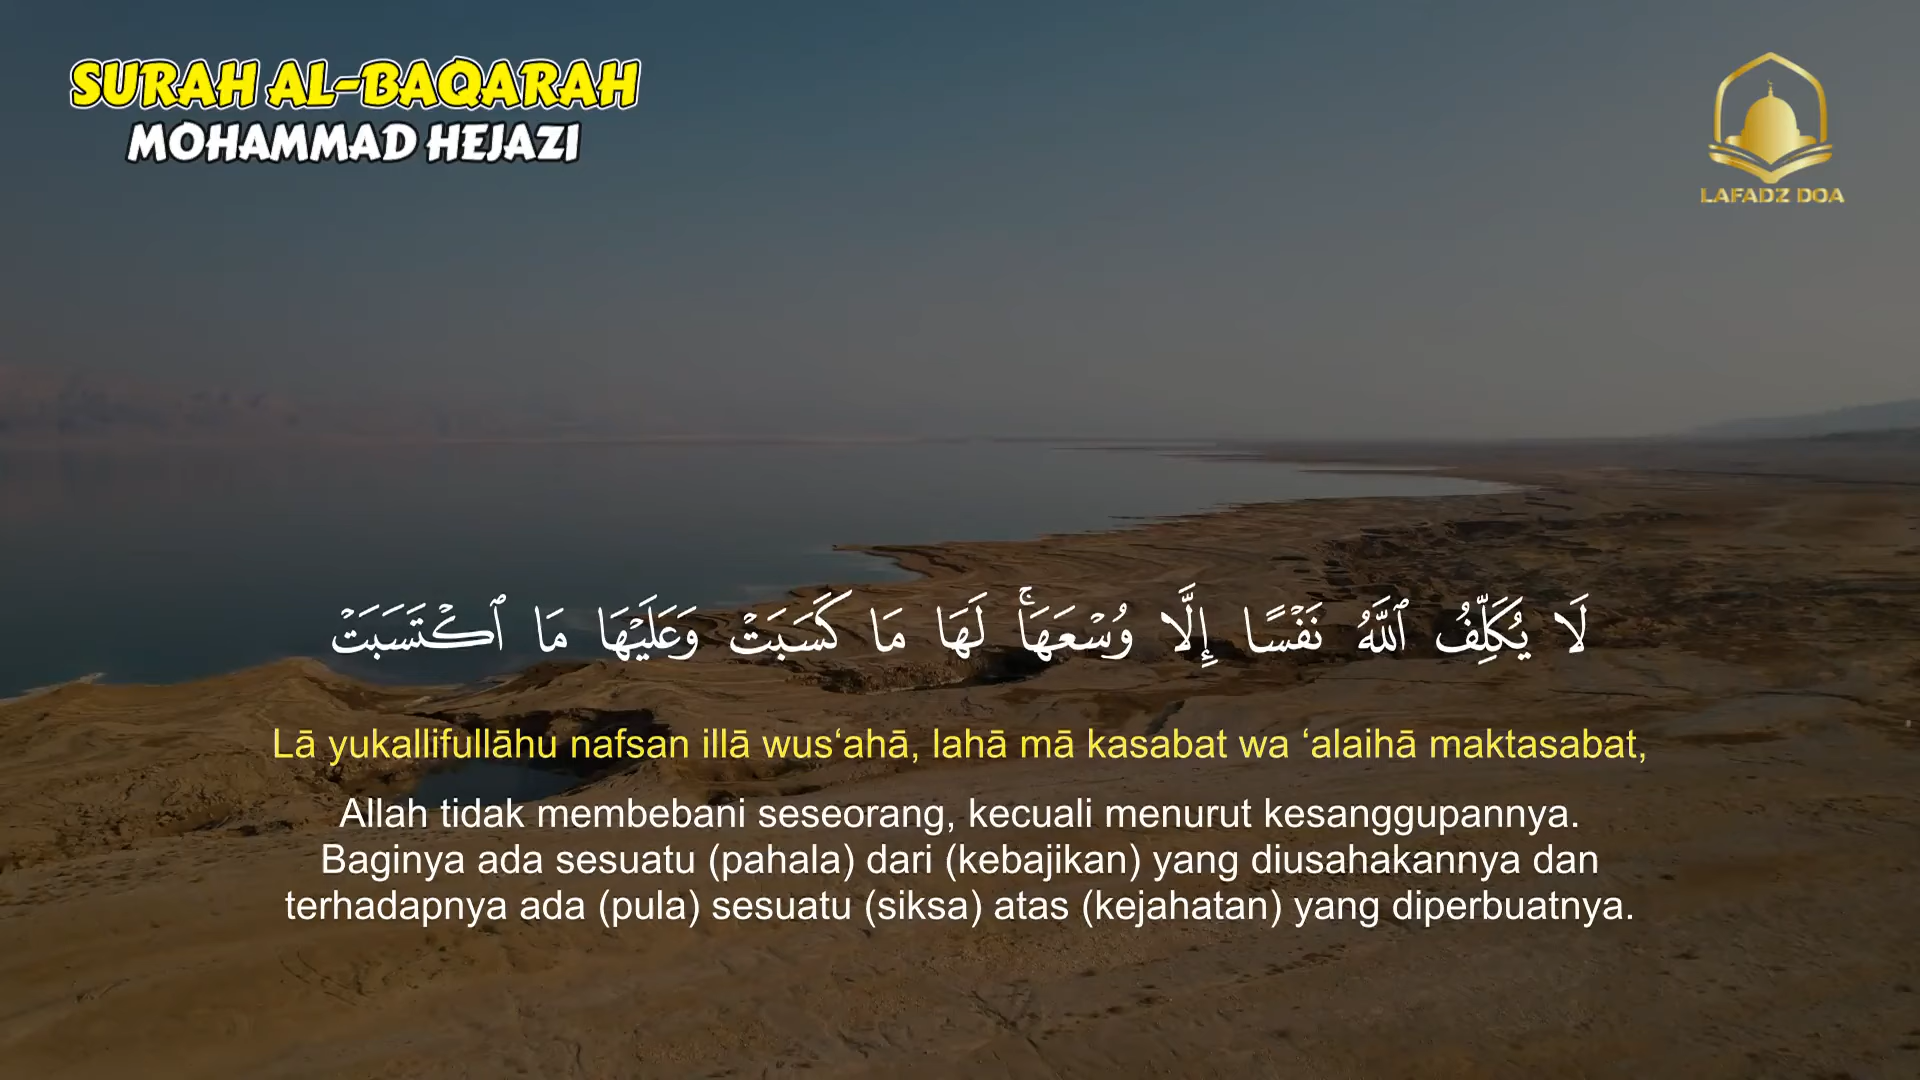 SURAH AL-BAQARAH
MOHAMMAD HEJAZI
LAFADZ DOA
لَا يُكَلِّفُ ٱللَّهُ نَفْسًا إِلَّا وُسْعَهَاۚ لَهَا مَا كَسَبَتْ وَعَلَيْهَا مَا ٱكْتَسَبَتْ
Lā yukallifullāhu nafsan illā wus‘ahā, lahā mā kasabat wa ‘alaihā maktasabat,
Allah tidak membebani seseorang, kecuali menurut kesanggupannya.
Baginya ada sesuatu (pahala) dari (kebajikan) yang diusahakannya dan
terhadapnya ada (pula) sesuatu (siksa) atas (kejahatan) yang diperbuatnya.